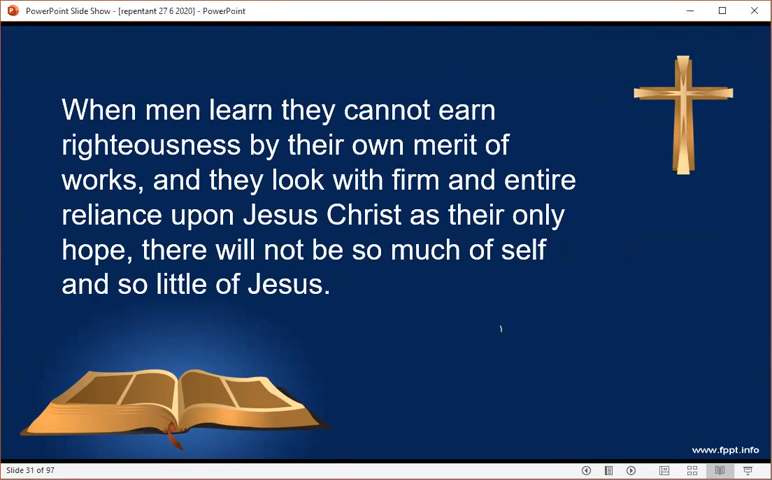 PowerPoint Slide Show - [repentant 27 6 2020] - PowerPoint
When men learn they cannot earn
righteousness by their own merit of
works, and they look with firm and entire
reliance upon Jesus Christ as their only
hope, there will not be so much of self
and so little of Jesus.
www.fppt.info
Slide 31 of 97